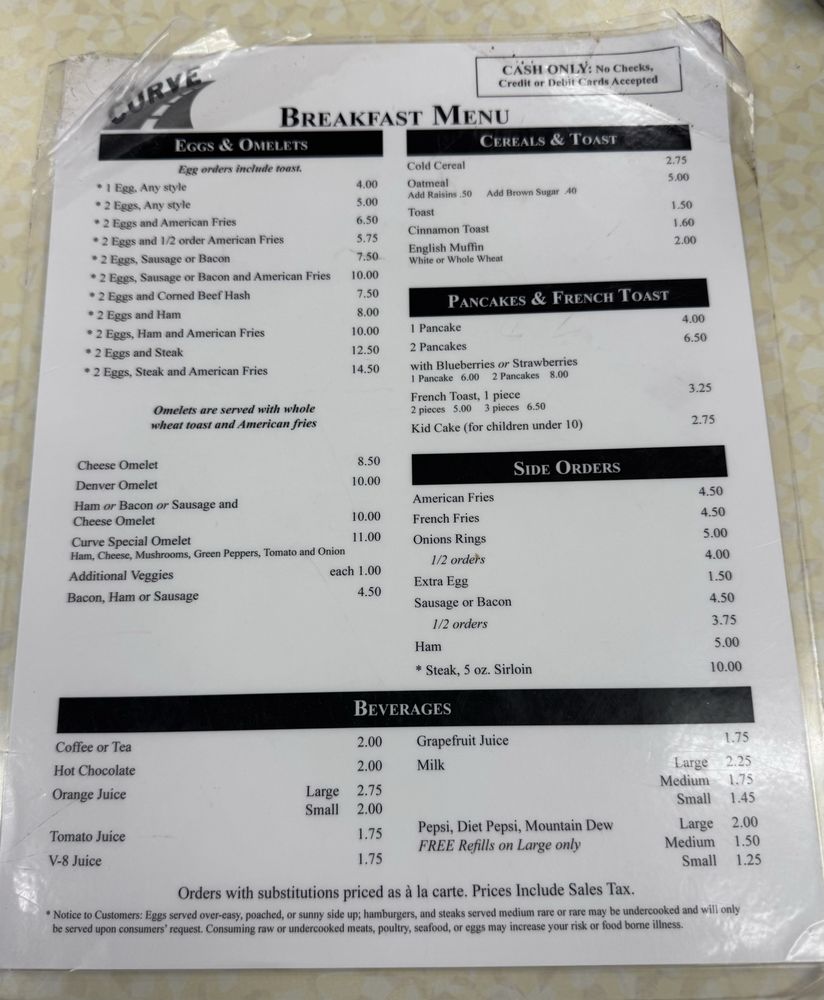 CURVE
CASH ONLY: No Checks,
Credit or Debit Cards Accepted
BREAKFAST MENU
EGGS & OMELETS
Egg orders include toast.
* 1 Egg, Any style 4.00
* 2 Eggs, Any style 5.00
* 2 Eggs and American Fries 6.50
* 2 Eggs and 1/2 order American Fries 5.75
* 2 Eggs, Sausage or Bacon 7.50
* 2 Eggs, Sausage or Bacon and American Fries 10.00
* 2 Eggs and Corned Beef Hash 7.50
* 2 Eggs and Ham 8.00
* 2 Eggs, Ham and American Fries 10.00
* 2 Eggs and Steak 12.50
* 2 Eggs, Steak and American Fries 14.50
Omelets are served with whole
wheat toast and American fries
Cheese Omelet 8.50
Denver Omelet 10.00
Ham or Bacon or Sausage and
Cheese Omelet 10.00
Curve Special Omelet 11.00
Ham, Cheese, Mushrooms, Green Peppers, Tomato and Onion
Additional Veggies each 1.00
Bacon, Ham or Sausage 4.50
CEREALS & TOAST
Cold Cereal 2.75
Oatmeal 5.00
Add Raisins .50 Add Brown Sugar .40
Toast 1.50
Cinnamon Toast 1.60
English Muffin 2.00
White or Whole Wheat
PANCAKES & FRENCH TOAST
1 Pancake 4.00
2 Pancakes 6.50
with Blueberries or Strawberries
1 Pancake 6.00 2 Pancakes 8.00
French Toast, 1 piece 3.25
2 pieces 5.00 3 pieces 6.50
Kid Cake (for children under 10) 2.75
SIDE ORDERS
American Fries 4.50
French Fries 4.50
Onions Rings 5.00
1/2 orders 4.00
Extra Egg 1.50
Sausage or Bacon 4.50
1/2 orders 3.75
Ham 5.00
* Steak, 5 oz. Sirloin 10.00
BEVERAGES
Coffee or Tea 2.00
Hot Chocolate 2.00
Orange Juice Large 2.75
Small 2.00
Tomato Juice 1.75
V-8 Juice 1.75
Grapefruit Juice 1.75
Milk Large 2.25
Medium 1.75
Small 1.45
Pepsi, Diet Pepsi, Mountain Dew Large 2.00
FREE Refills on Large only Medium 1.50
Small 1.25
Orders with substitutions priced as à la carte. Prices Include Sales Tax.
* Notice to Customers: Eggs served over-easy, poached, or sunny side up; hamburgers, and steaks served medium rare or rare may be undercooked and will only
be served upon consumers' request. Consuming raw or undercooked meats, poultry, seafood, or eggs may increase your risk or food borne illness.